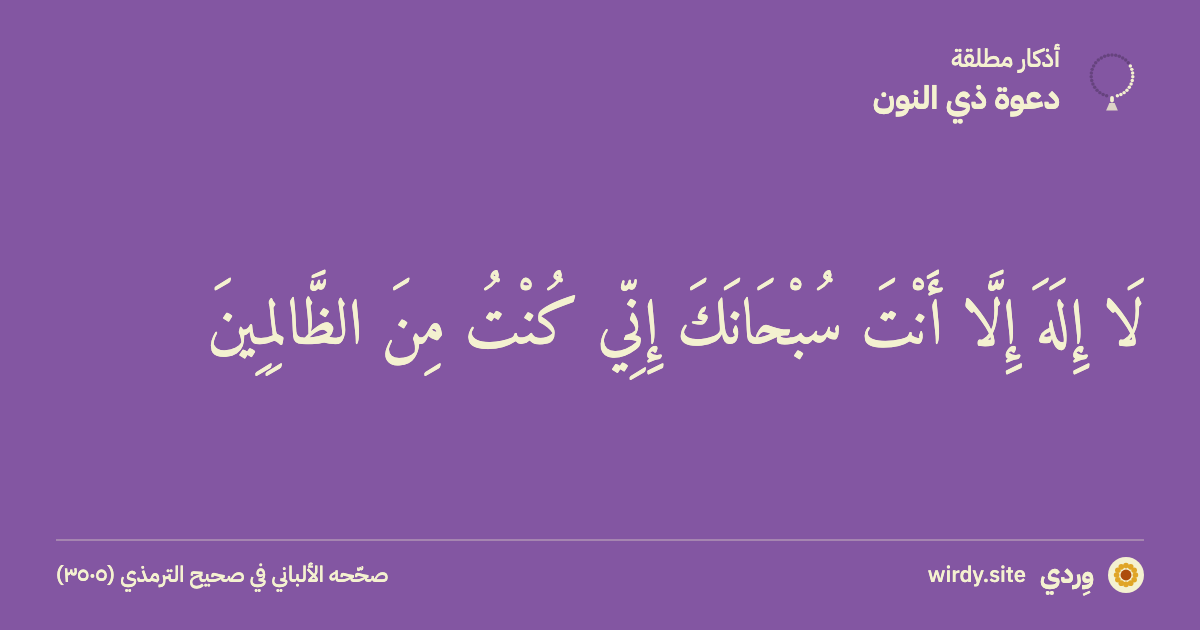 أذكار مطلقة
دعوة ذي النون
لَا إِلَهَ إِلَّا أَنْتَ سُبْحَانَكَ إِنِّي كُنْتُ مِنَ الظَّالِمِينَ
وِردي wirdy.site
صحّحه الألباني في صحيح الترمذي (٣٥٠٥)